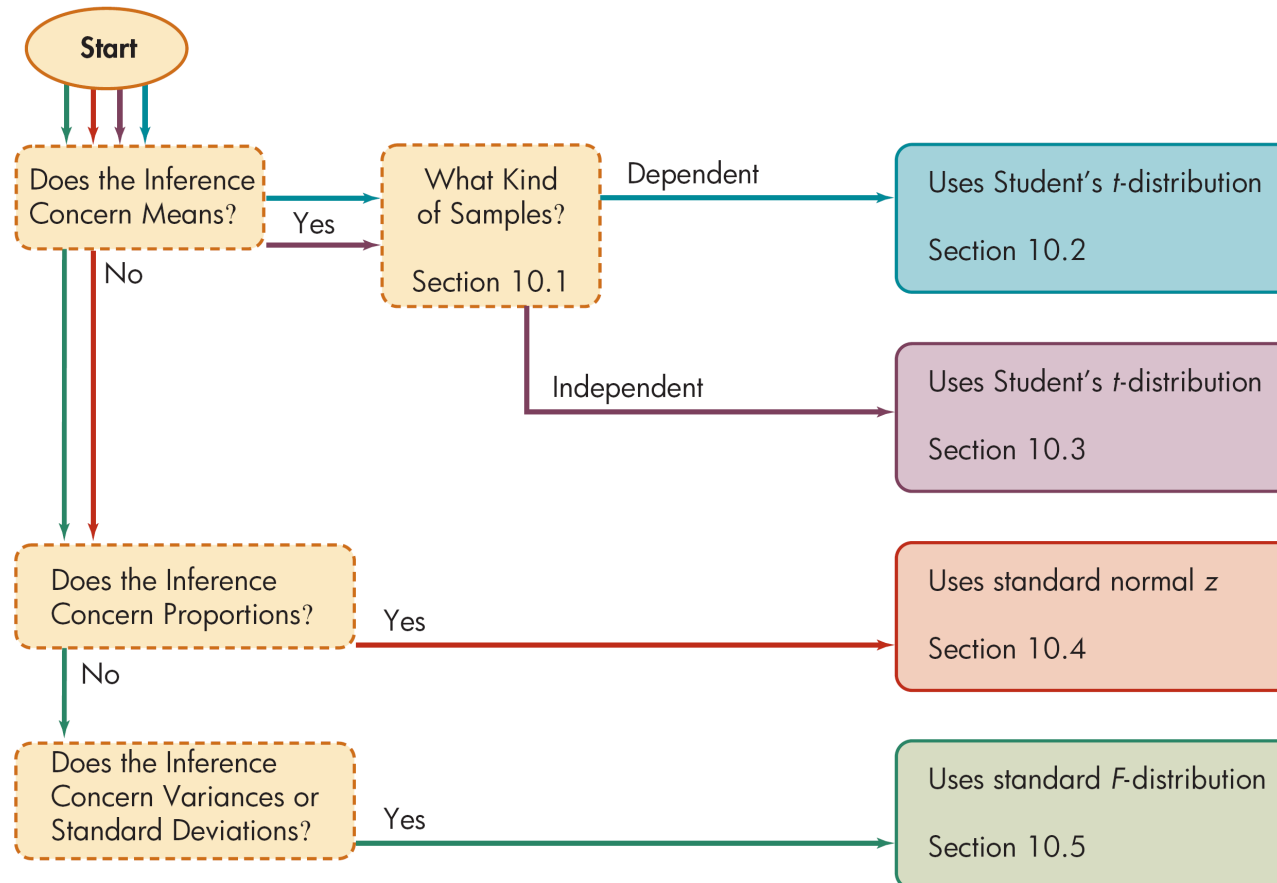 Start
Does the Inference
Concern Means?
Yes
No
What Kind
of Samples?
Section 10.1
Dependent
Uses Student's t-distribution
Section 10.2
Independent
Uses Student's t-distribution
Section 10.3
Does the Inference
Concern Proportions?
Yes
No
Uses standard normal z
Section 10.4
Does the Inference
Concern Variances or
Standard Deviations?
Yes
Uses standard F-distribution
Section 10.5